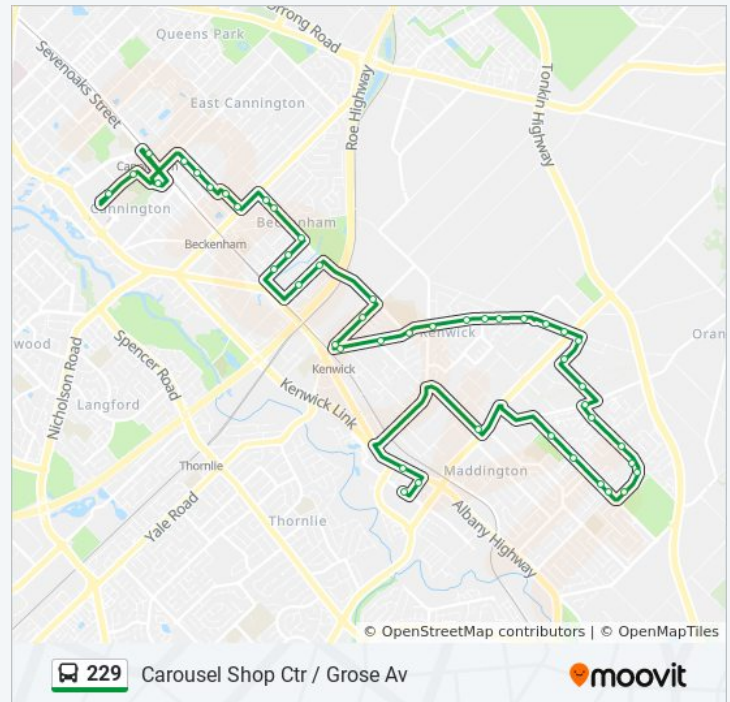 Queens Park
Orrong Road
Sevenoaks Street
Roe Highway
Tonkin Highway
East Cannington
Cannington
Beckenham
Beckenham
Kenwick
Oran
wood
Nicholson Road
Spencer Road
Langford
Kenwick
Kenwick Link
Thornlie
Maddington
Yale Road
Thornlie
Albany Highway
© OpenStreetMap contributors | © OpenMapTiles
229 Carousel Shop Ctr / Grose Av
moovit